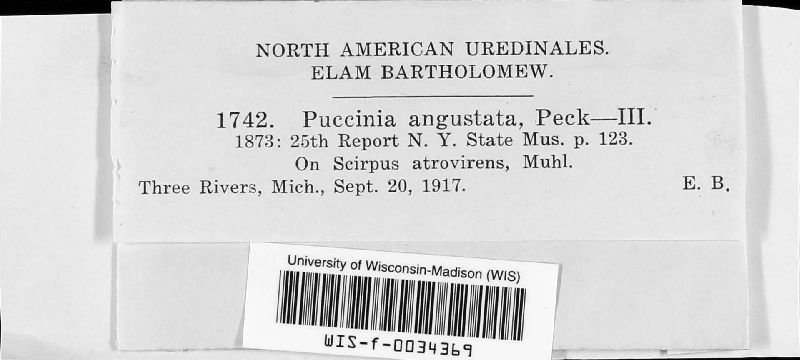 NORTH AMERICAN UREDINALES.
ELAM BARTHOLOMEW.
1742. Puccinia angustata, Peck—III.
1873: 25th Report N. Y. State Mus. p. 123.
On Scirpus atrovirens, Muhl.
Three Rivers, Mich., Sept. 20, 1917. E. B.
University of Wisconsin-Madison (WIS)
WIS-f-0034369